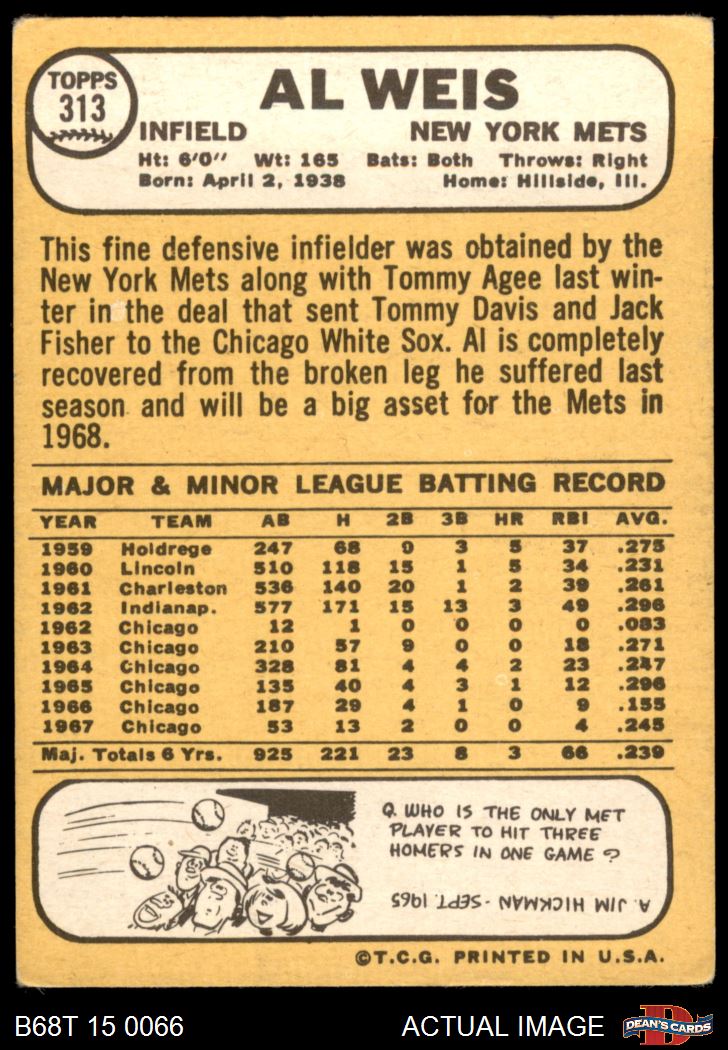 TOPPS
313
AL WEIS
INFIELD NEW YORK METS
Ht: 6'0" Wt: 165 Bats: Both Throws: Right
Born: April 2, 1938 Home: Hillside, Ill.
This fine defensive infielder was obtained by the
New York Mets along with Tommy Agee last win-
ter in the deal that sent Tommy Davis and Jack
Fisher to the Chicago White Sox. Al is completely
recovered from the broken leg he suffered last
season and will be a big asset for the Mets in
1968.
MAJOR & MINOR LEAGUE BATTING RECORD
YEAR TEAM AB H 2B 3B HR RBI AVG.
1959 Holdrege 247 68 9 3 5 37 .275
1960 Lincoln 510 118 15 1 5 34 .231
1961 Charleston 536 140 20 1 2 39 .261
1962 Indianap. 577 171 15 13 3 49 .296
1962 Chicago 12 1 0 0 0 0 .083
1963 Chicago 210 57 9 0 0 18 .271
1964 Chicago 328 81 4 4 2 23 .247
1965 Chicago 135 40 4 3 1 12 .296
1966 Chicago 187 29 4 1 0 9 .155
1967 Chicago 53 13 2 0 0 4 .245
Maj. Totals 6 Yrs. 925 221 23 8 3 66 .239
Q. WHO IS THE ONLY MET
PLAYER TO HIT THREE
HOMERS IN ONE GAME?
A. JIM HICKMAN - SEPT. 1965
©T.C.G. PRINTED IN U.S.A.
B68T 15 0066 ACTUAL IMAGE
D
DEAN'S CARDS